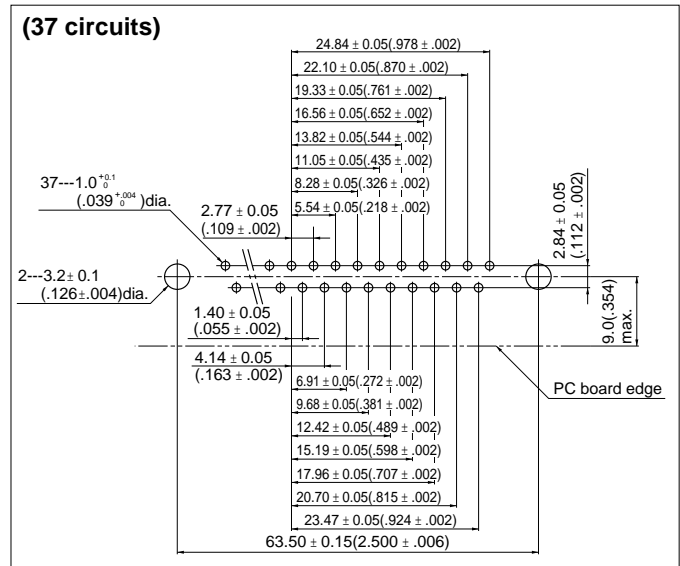 (37 circuits)
24.84 ± 0.05(.978 ± .002)
22.10 ± 0.05(.870 ± .002)
19.33 ± 0.05(.761 ± .002)
16.56 ± 0.05(.652 ± .002)
13.82 ± 0.05(.544 ± .002)
11.05 ± 0.05(.435 ± .002)
8.28 ± 0.05(.326 ± .002)
5.54 ± 0.05(.218 ± .002)
37---1.0 +0.1 0
(.039 +.004 0 )dia.
2.77 ± 0.05
(.109 ± .002)
2.84 ± 0.05
(.112 ± .002)
2---3.2± 0.1
(.126±.004)dia.
1.40 ± 0.05
(.055 ± .002)
9.0(.354)
max.
4.14 ± 0.05
(.163 ± .002)
PC board edge
6.91 ± 0.05(.272 ± .002)
9.68 ± 0.05(.381 ± .002)
12.42 ± 0.05(.489 ± .002)
15.19 ± 0.05(.598 ± .002)
17.96 ± 0.05(.707 ± .002)
20.70 ± 0.05(.815 ± .002)
23.47 ± 0.05(.924 ± .002)
63.50 ± 0.15(2.500 ± .006)